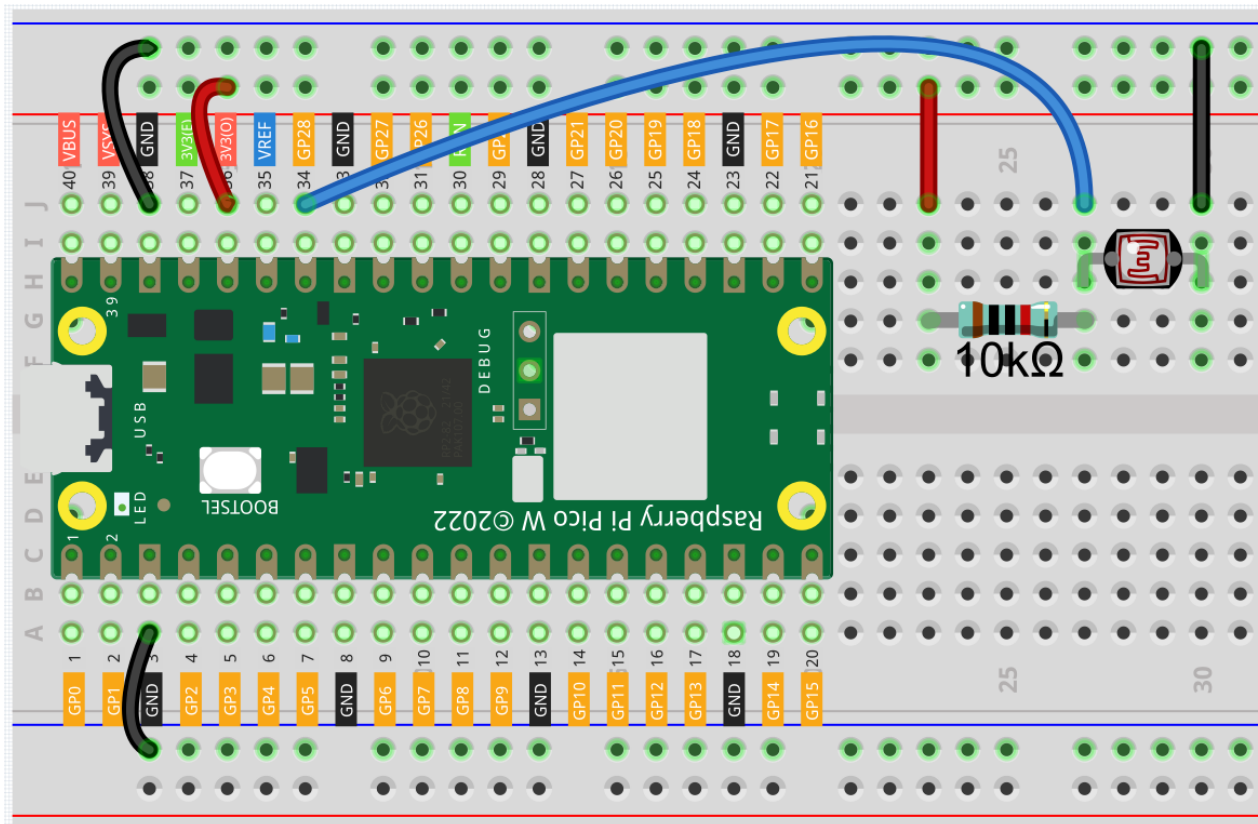 VBUS
VSYS
GND
3V3(E)
3V3(O)
VREF
GP28
GND
GP27
GP26
RUN
GND
GP21
GP20
GP19
GP18
GND
GP17
GP16
25
40 39 38 37 36 35 34 31 30 29 28 27 26 25 24 23 22 21
J
I
H
G
F
39
DEBUG
10kΩ
USB
E
D
C
B
A
LED
BOOTSEL
Raspberry Pi Pico W ©2022
1
2
1 2 3 4 5 6 7 8 9 10 11 12 13 14 15 16 17 18 19 20
25
30
GP0
GP1
GND
GP2
GP3
GP4
GP5
GND
GP6
GP7
GP8
GP9
GND
GP10
GP11
GP12
GP13
GND
GP14
GP15